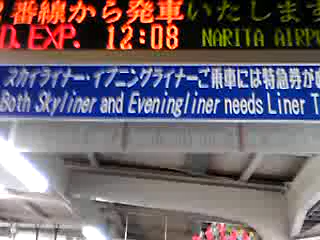 番線から発車いたします
D. EXP. 12:08 NARITA AIRP
スカイライナー・イブニングライナーご乗車には特急券が
Both Skyliner and Eveningliner needs Liner T